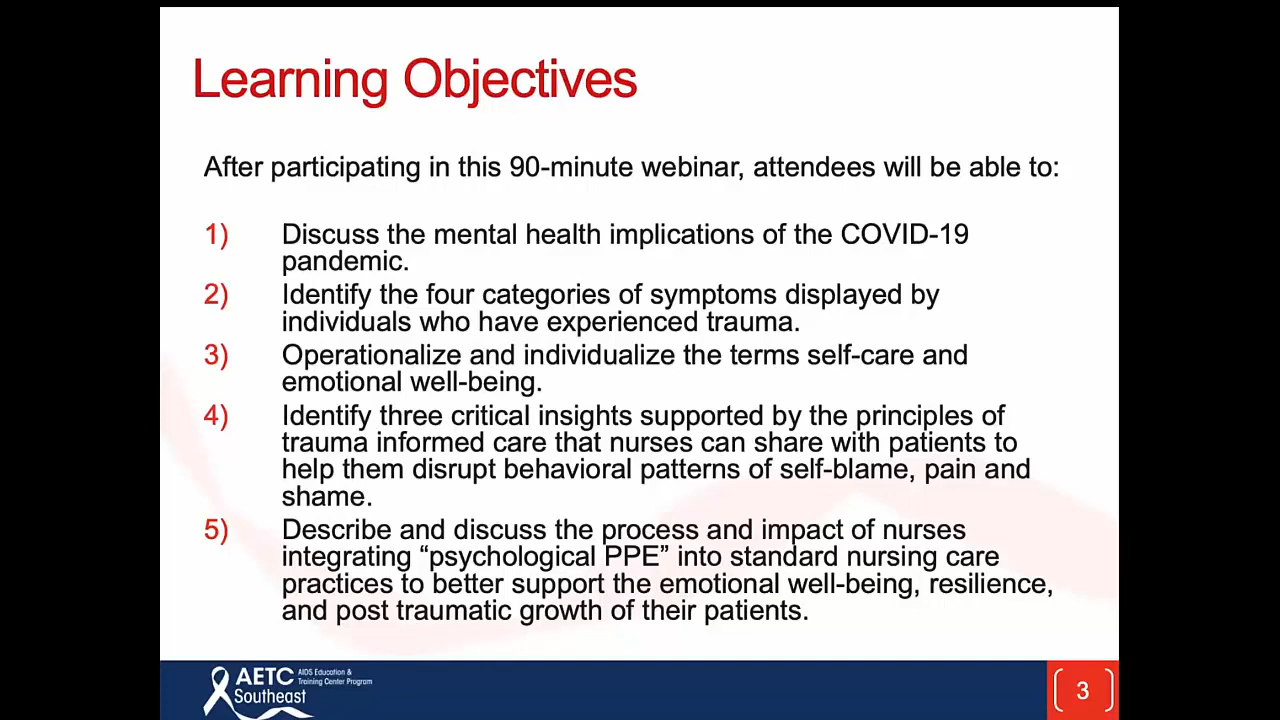 Learning Objectives
After participating in this 90-minute webinar, attendees will be able to:
1) Discuss the mental health implications of the COVID-19
pandemic.
2) Identify the four categories of symptoms displayed by
individuals who have experienced trauma.
3) Operationalize and individualize the terms self-care and
emotional well-being.
4) Identify three critical insights supported by the principles of
trauma informed care that nurses can share with patients to
help them disrupt behavioral patterns of self-blame, pain and
shame.
5) Describe and discuss the process and impact of nurses
integrating “psychological PPE” into standard nursing care
practices to better support the emotional well-being, resilience,
and post traumatic growth of their patients.
AETC AIDS Education &
Training Center Program
Southeast
3